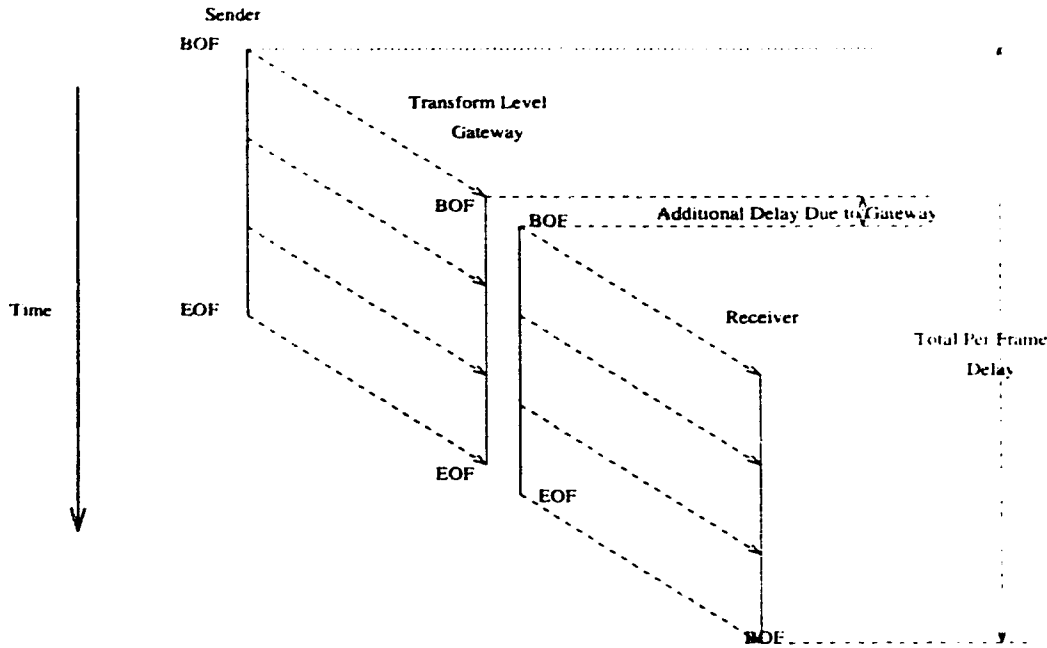 Sender
BOF
Transform Level
Gateway
BOF
BOF
Additional Delay Due to Gateway
Time
EOF
Receiver
Total Per Frame
Delay
EOF
EOF
BOF